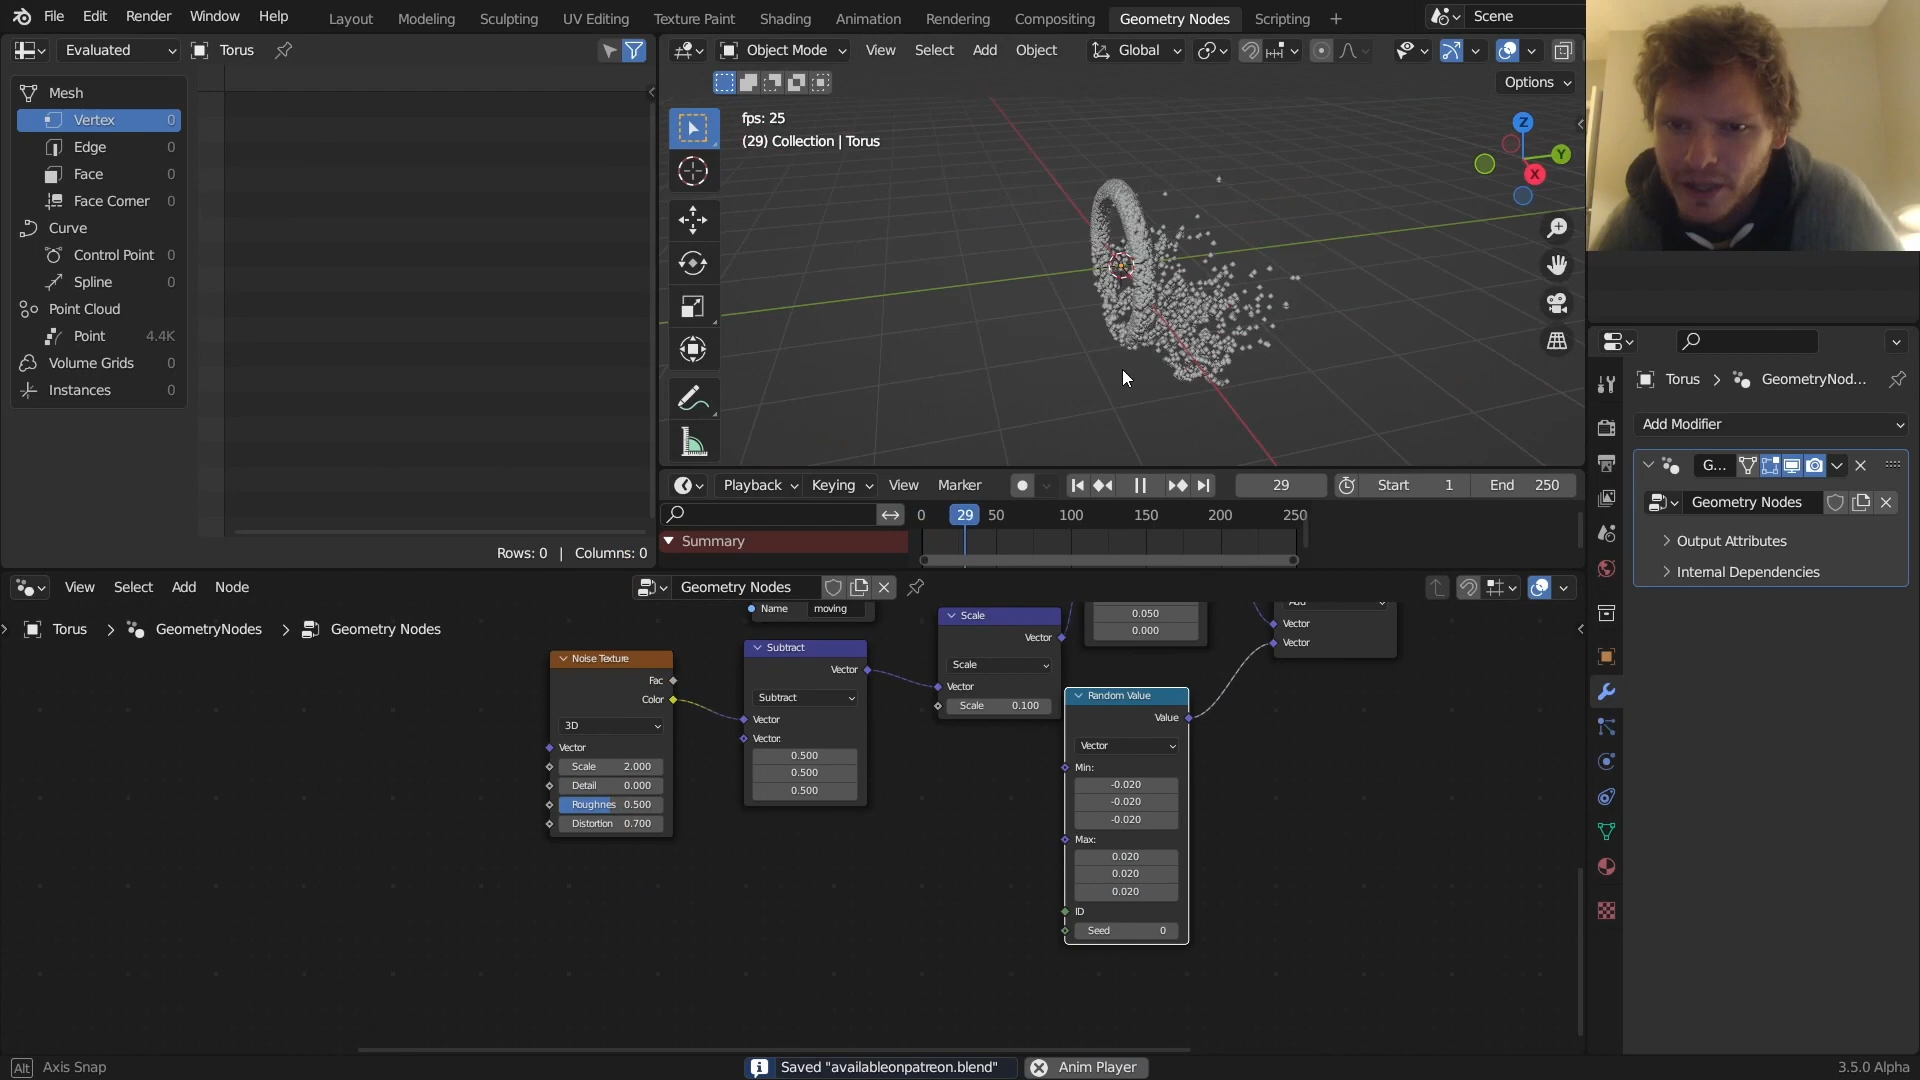 File Edit Render Window Help Layout Modeling Sculpting UV Editing Texture Paint Shading Animation Rendering Compositing Geometry Nodes Scripting + Scene
Evaluated Torus Object Mode View Select Add Object Global
Options
Mesh
Vertex 0
Edge 0
Face 0
Face Corner 0
Curve
Control Point 0
Spline 0
Point Cloud
Point 4.4K
Volume Grids 0
Instances 0
Rows: 0 | Columns: 0
fps: 25
(29) Collection | Torus
Z
Y
X
Playback Keying View Marker 29 Start 1 End 250
0 29 50 100 150 200 250
Summary
Torus > GeometryNod...
Add Modifier
G...
Geometry Nodes
Output Attributes
Internal Dependencies
View Select Add Node Geometry Nodes
Torus > GeometryNodes > Geometry Nodes
Name moving
Noise Texture
Fac
Color
3D
Vector
Scale 2.000
Detail 0.000
Roughnes 0.500
Distortion 0.700
Subtract
Vector
Subtract
Vector
Vector
0.500
0.500
0.500
Scale
Vector
Scale
Vector
Scale 0.100
0.050
0.000
Vector
Vector
Random Value
Value
Vector
Min:
-0.020
-0.020
-0.020
Max:
0.020
0.020
0.020
ID
Seed 0
Alt Axis Snap Saved "availableonpatreon.blend" Anim Player 3.5.0 Alpha